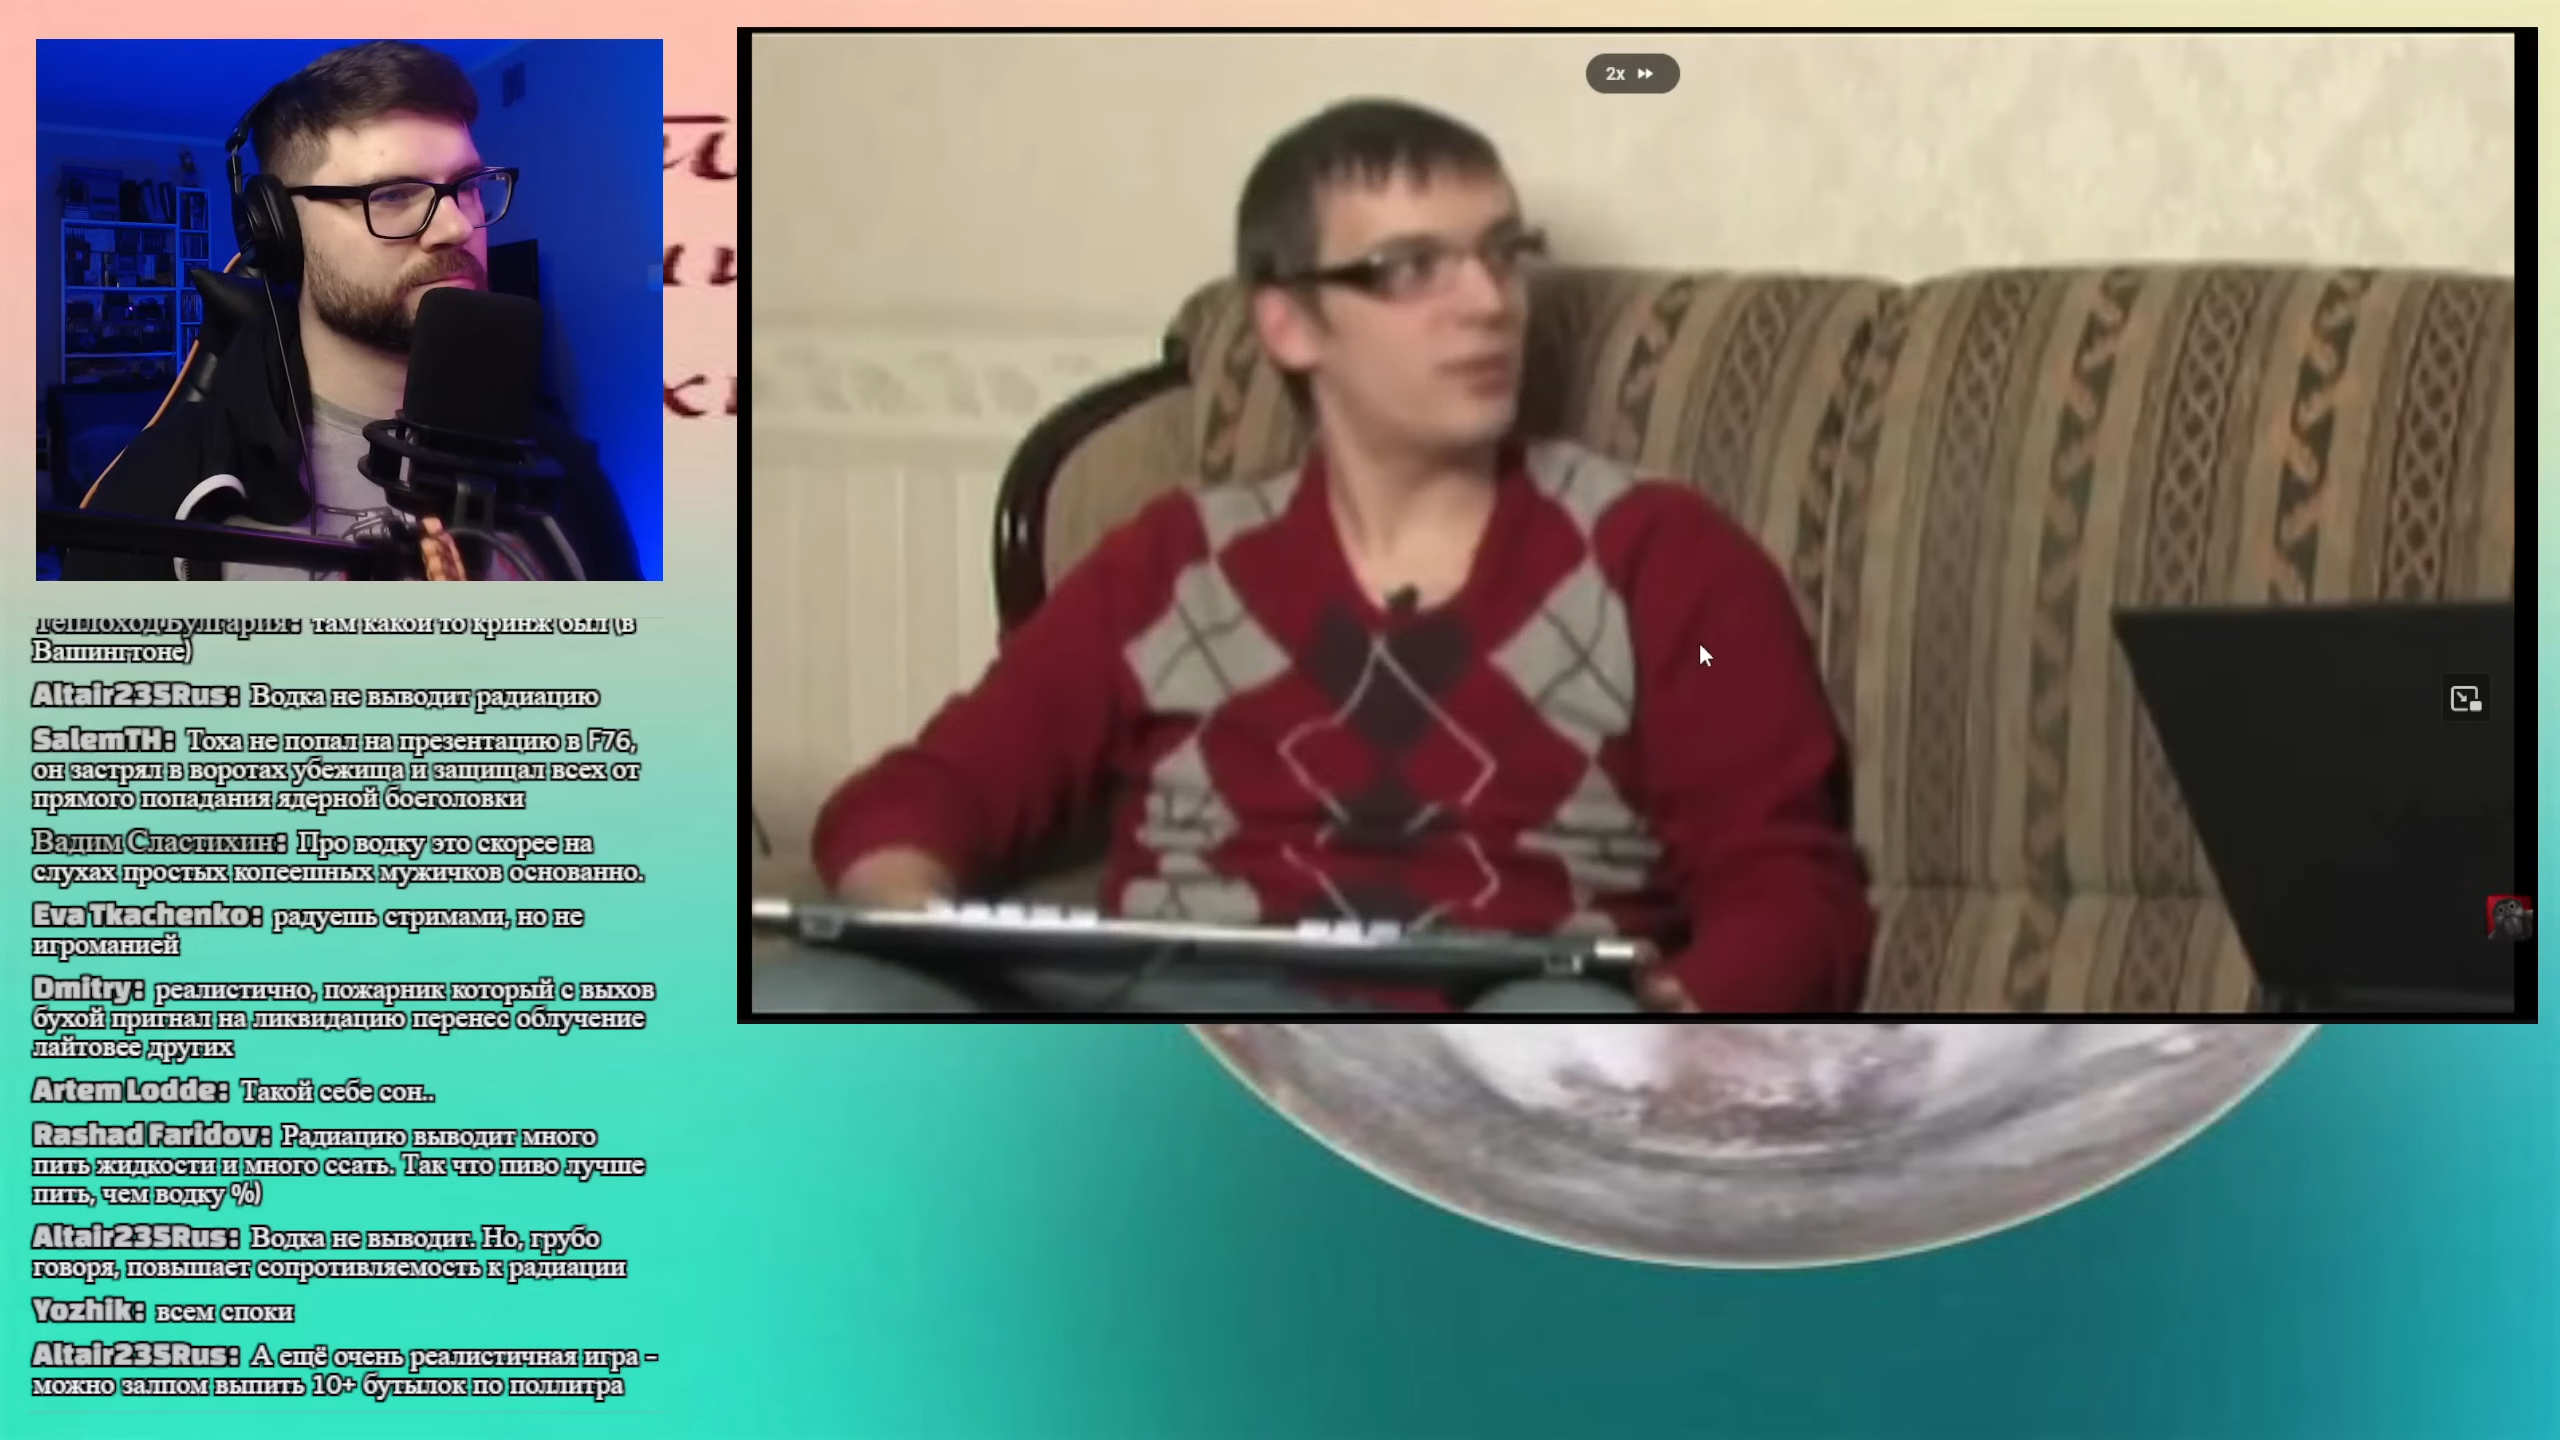 2x
Теплоход Булгария: там какой то кринж был (в
Вашингтоне)
Altair235Rus: Водка не выводит радиацию
SalemTH: Тоха не попал на презентацию в F76,
он застрял в воротах убежища и защищал всех от
прямого попадания ядерной боеголовки
Вадим Сластихин: Про водку это скорее на
слухах простых копеешных мужичков основанно.
Eva Tkachenko: радуешь стримами, но не
игроманией
Dmitry: реалистично, пожарник который с выхов
бухой пригнал на ликвидацию перенес облучение
лайтовее других
Artem Lodde: Такой себе сон..
Rashad Faridov: Радиацию выводит много
пить жидкости и много ссать. Так что пиво лучше
пить, чем водку %)
Altair235Rus: Водка не выводит. Но, грубо
говоря, повышает сопротивляемость к радиации
Yozhik: всем споки
Altair235Rus: А ещё очень реалистичная игра -
можно залпом выпить 10+ бутылок по поллитра